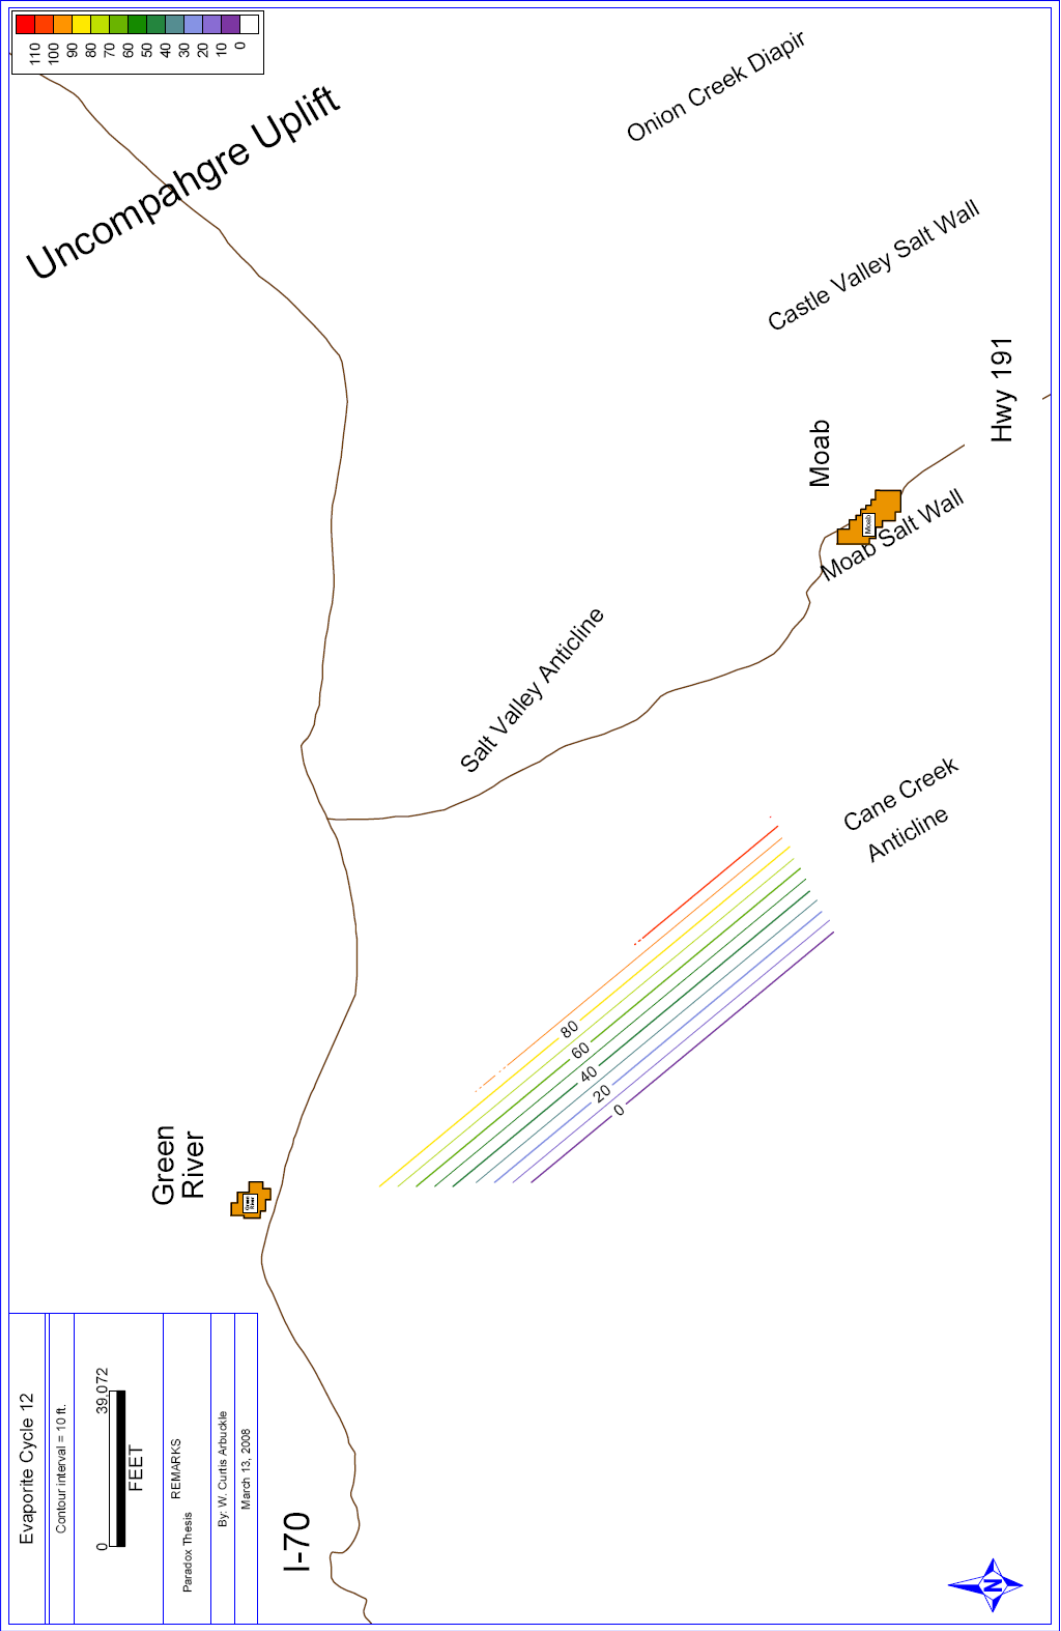 110
100
90
80
70
60
50
40
30
20
10
0
Uncompahgre Uplift
Onion Creek Diapir
Castle Valley Salt Wall
Hwy 191
Moab
Moab
Moab Salt Wall
Salt Valley Anticline
Cane Creek
Anticline
80
60
40
20
0
Green
River
Green
River
I-70
Evaporite Cycle 12
Contour interval = 10 ft.
0
39,072
FEET
REMARKS
Paradox Thesis
By: W. Curtis Arbuckle
March 13, 2008
N